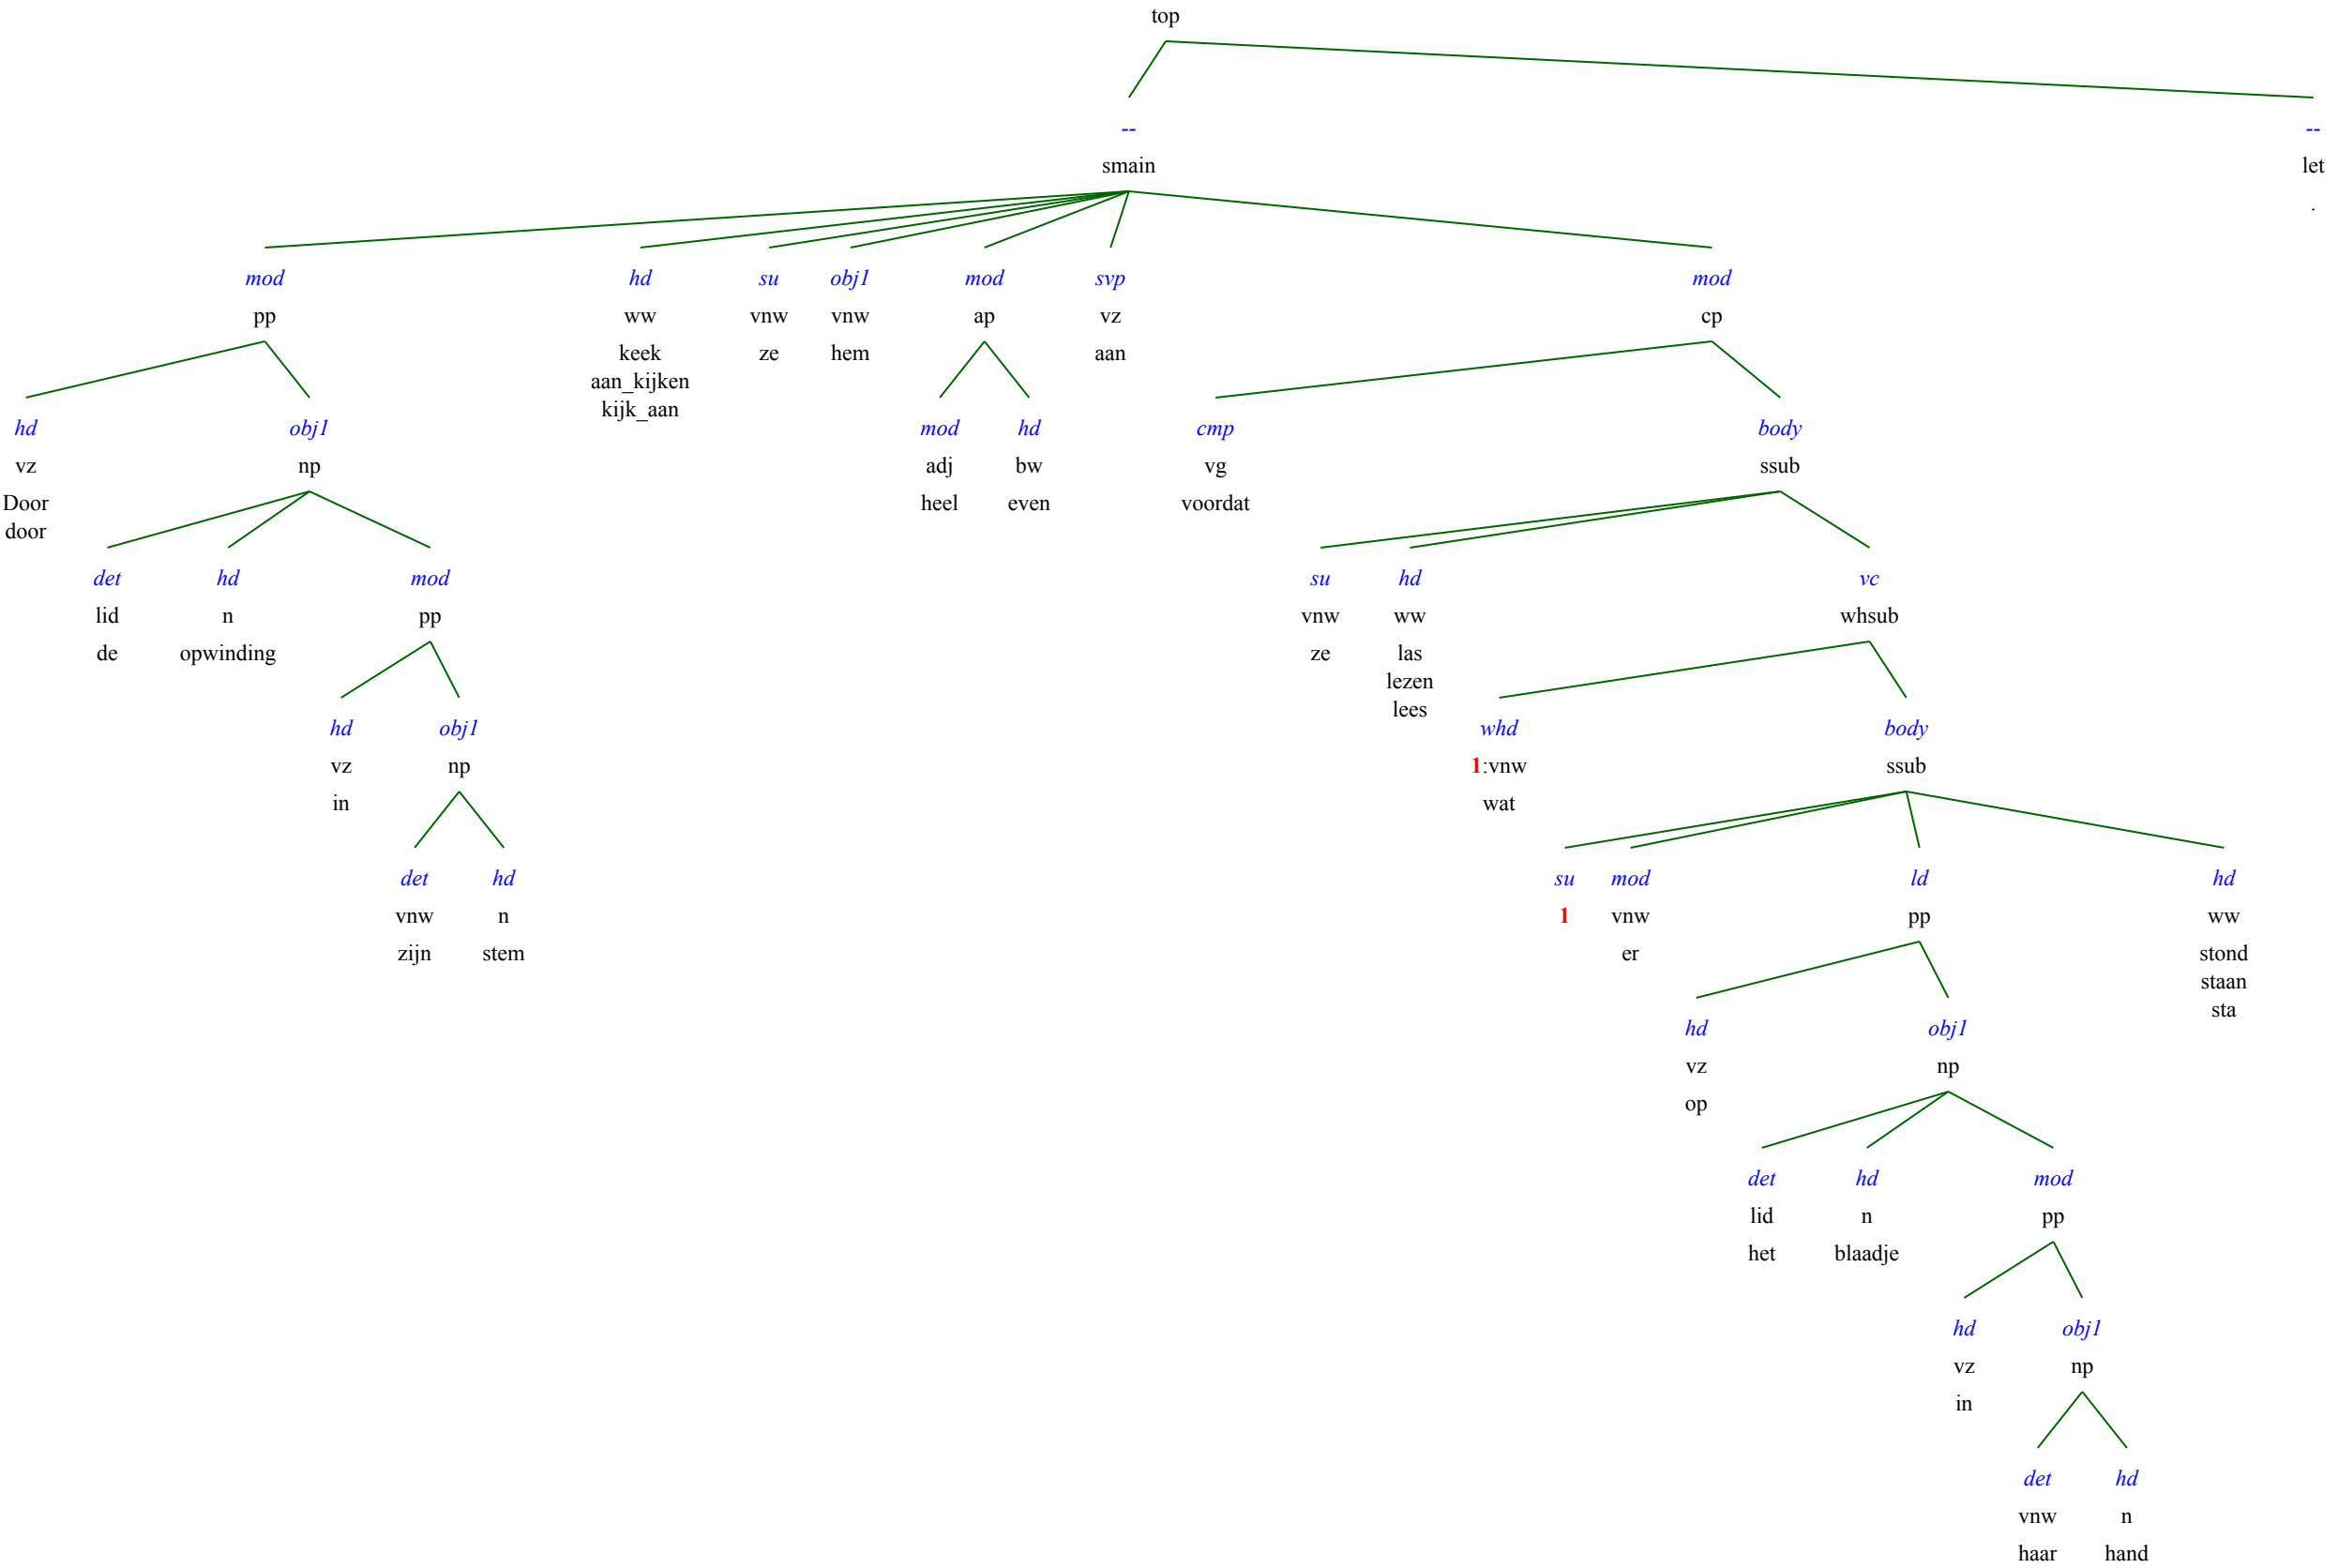 top
-- --
smain let
.
mod hd su obj1 mod svp mod
pp ww vnw vnw ap vz cp
keek ze hem aan
aan_kijken
kijk_aan
hd obj1 mod hd cmp body
vz np adj bw vg ssub
Door heel even voordat
door
det hd mod su hd vc
lid n pp vnw ww whsub
de opwinding ze las
lezen
lees
hd obj1 whd body
vz np 1:vnw ssub
in wat
det hd su mod ld hd
vnw n 1 vnw pp ww
zijn stem er stond
staan
sta
hd obj1
vz np
op
det hd mod
lid n pp
het blaadje
hd obj1
vz np
in
det hd
vnw n
haar hand